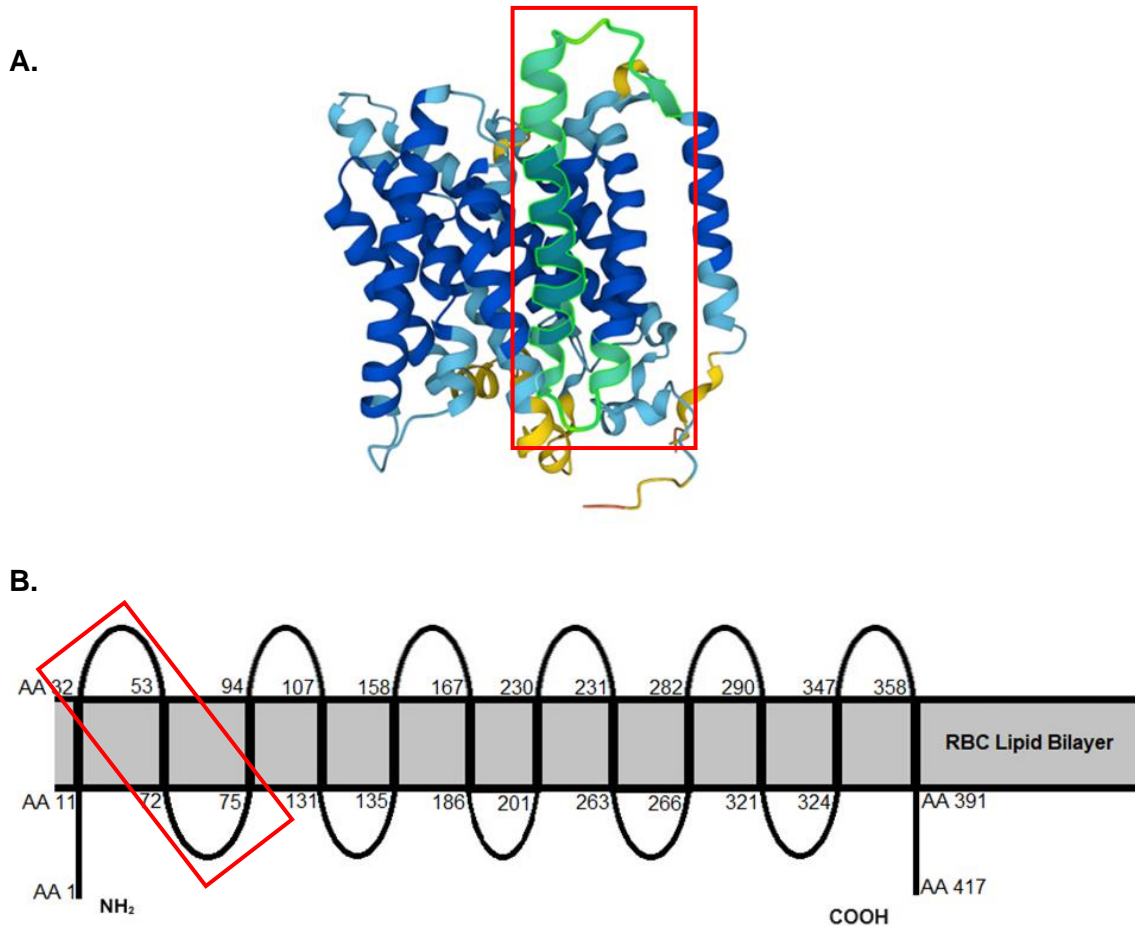 A.
B.
AA 32 53 94 107 158 167 230 231 282 290 347 358
RBC Lipid Bilayer
AA 11 72 75 131 135 186 201 263 266 321 324 AA 391
AA 1 AA 417
NH₂ COOH